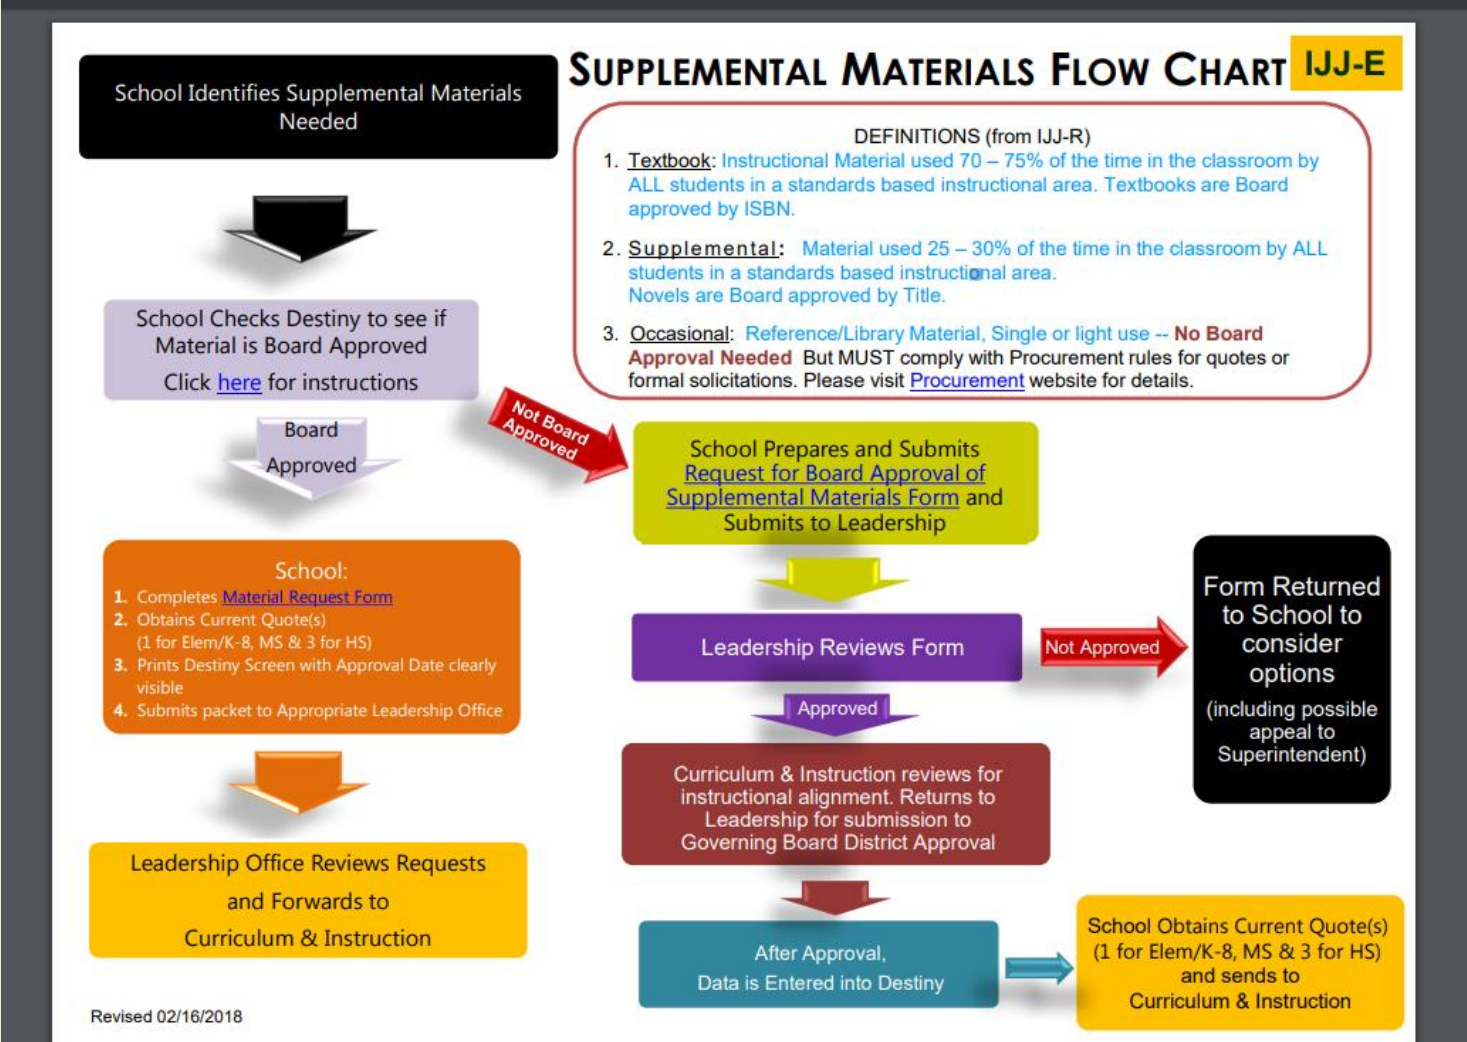 School Identifies Supplemental Materials
Needed
SUPPLEMENTAL MATERIALS FLOW CHART
IJJ-E
DEFINITIONS (from IJJ-R)
1. Textbook: Instructional Material used 70 – 75% of the time in the classroom by
ALL students in a standards based instructional area. Textbooks are Board
approved by ISBN.
2. Supplemental: Material used 25 – 30% of the time in the classroom by ALL
students in a standards based instructional area.
Novels are Board approved by Title.
3. Occasional: Reference/Library Material, Single or light use -- No Board
Approval Needed But MUST comply with Procurement rules for quotes or
formal solicitations. Please visit Procurement website for details.
School Checks Destiny to see if
Material is Board Approved
Click here for instructions
Board
Approved
Not Board
Approved
School Prepares and Submits
Request for Board Approval of
Supplemental Materials Form and
Submits to Leadership
School:
1. Completes Material Request Form
2. Obtains Current Quote(s)
(1 for Elem/K-8, MS & 3 for HS)
3. Prints Destiny Screen with Approval Date clearly
visible
4. Submits packet to Appropriate Leadership Office
Leadership Reviews Form
Not Approved
Form Returned
to School to
consider
options
(including possible
appeal to
Superintendent)
Approved
Curriculum & Instruction reviews for
instructional alignment. Returns to
Leadership for submission to
Governing Board District Approval
Leadership Office Reviews Requests
and Forwards to
Curriculum & Instruction
After Approval,
Data is Entered into Destiny
School Obtains Current Quote(s)
(1 for Elem/K-8, MS & 3 for HS)
and sends to
Curriculum & Instruction
Revised 02/16/2018